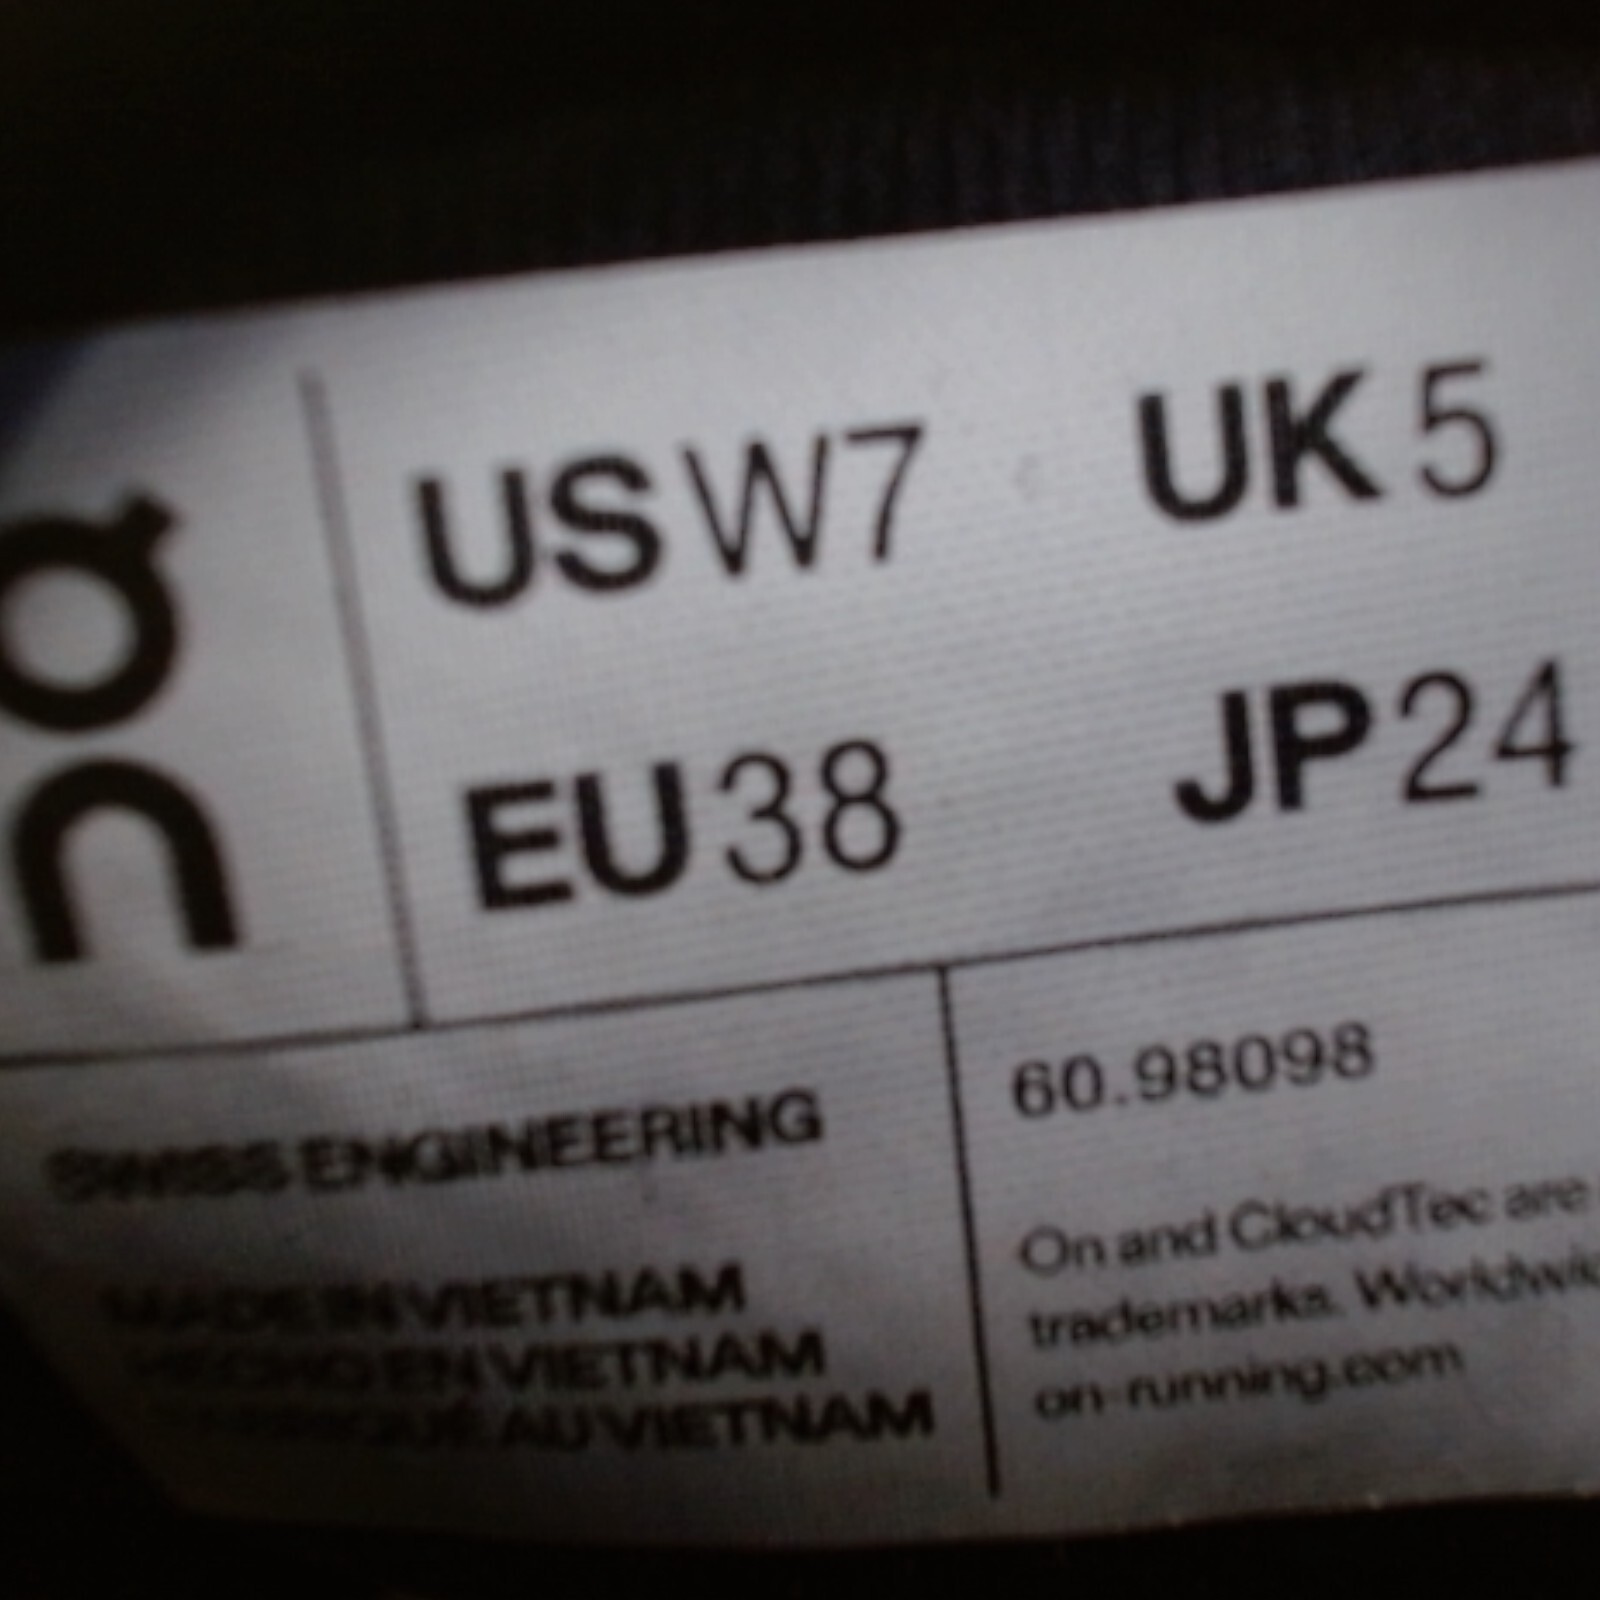 on
US W7 UK 5
EU 38 JP 24
SWISS ENGINEERING
MADE IN VIETNAM
HECHO EN VIETNAM
FABRIQUÉ AU VIETNAM
60.98098
On and CloudTec are
trademarks. Worldwi
on-running.com